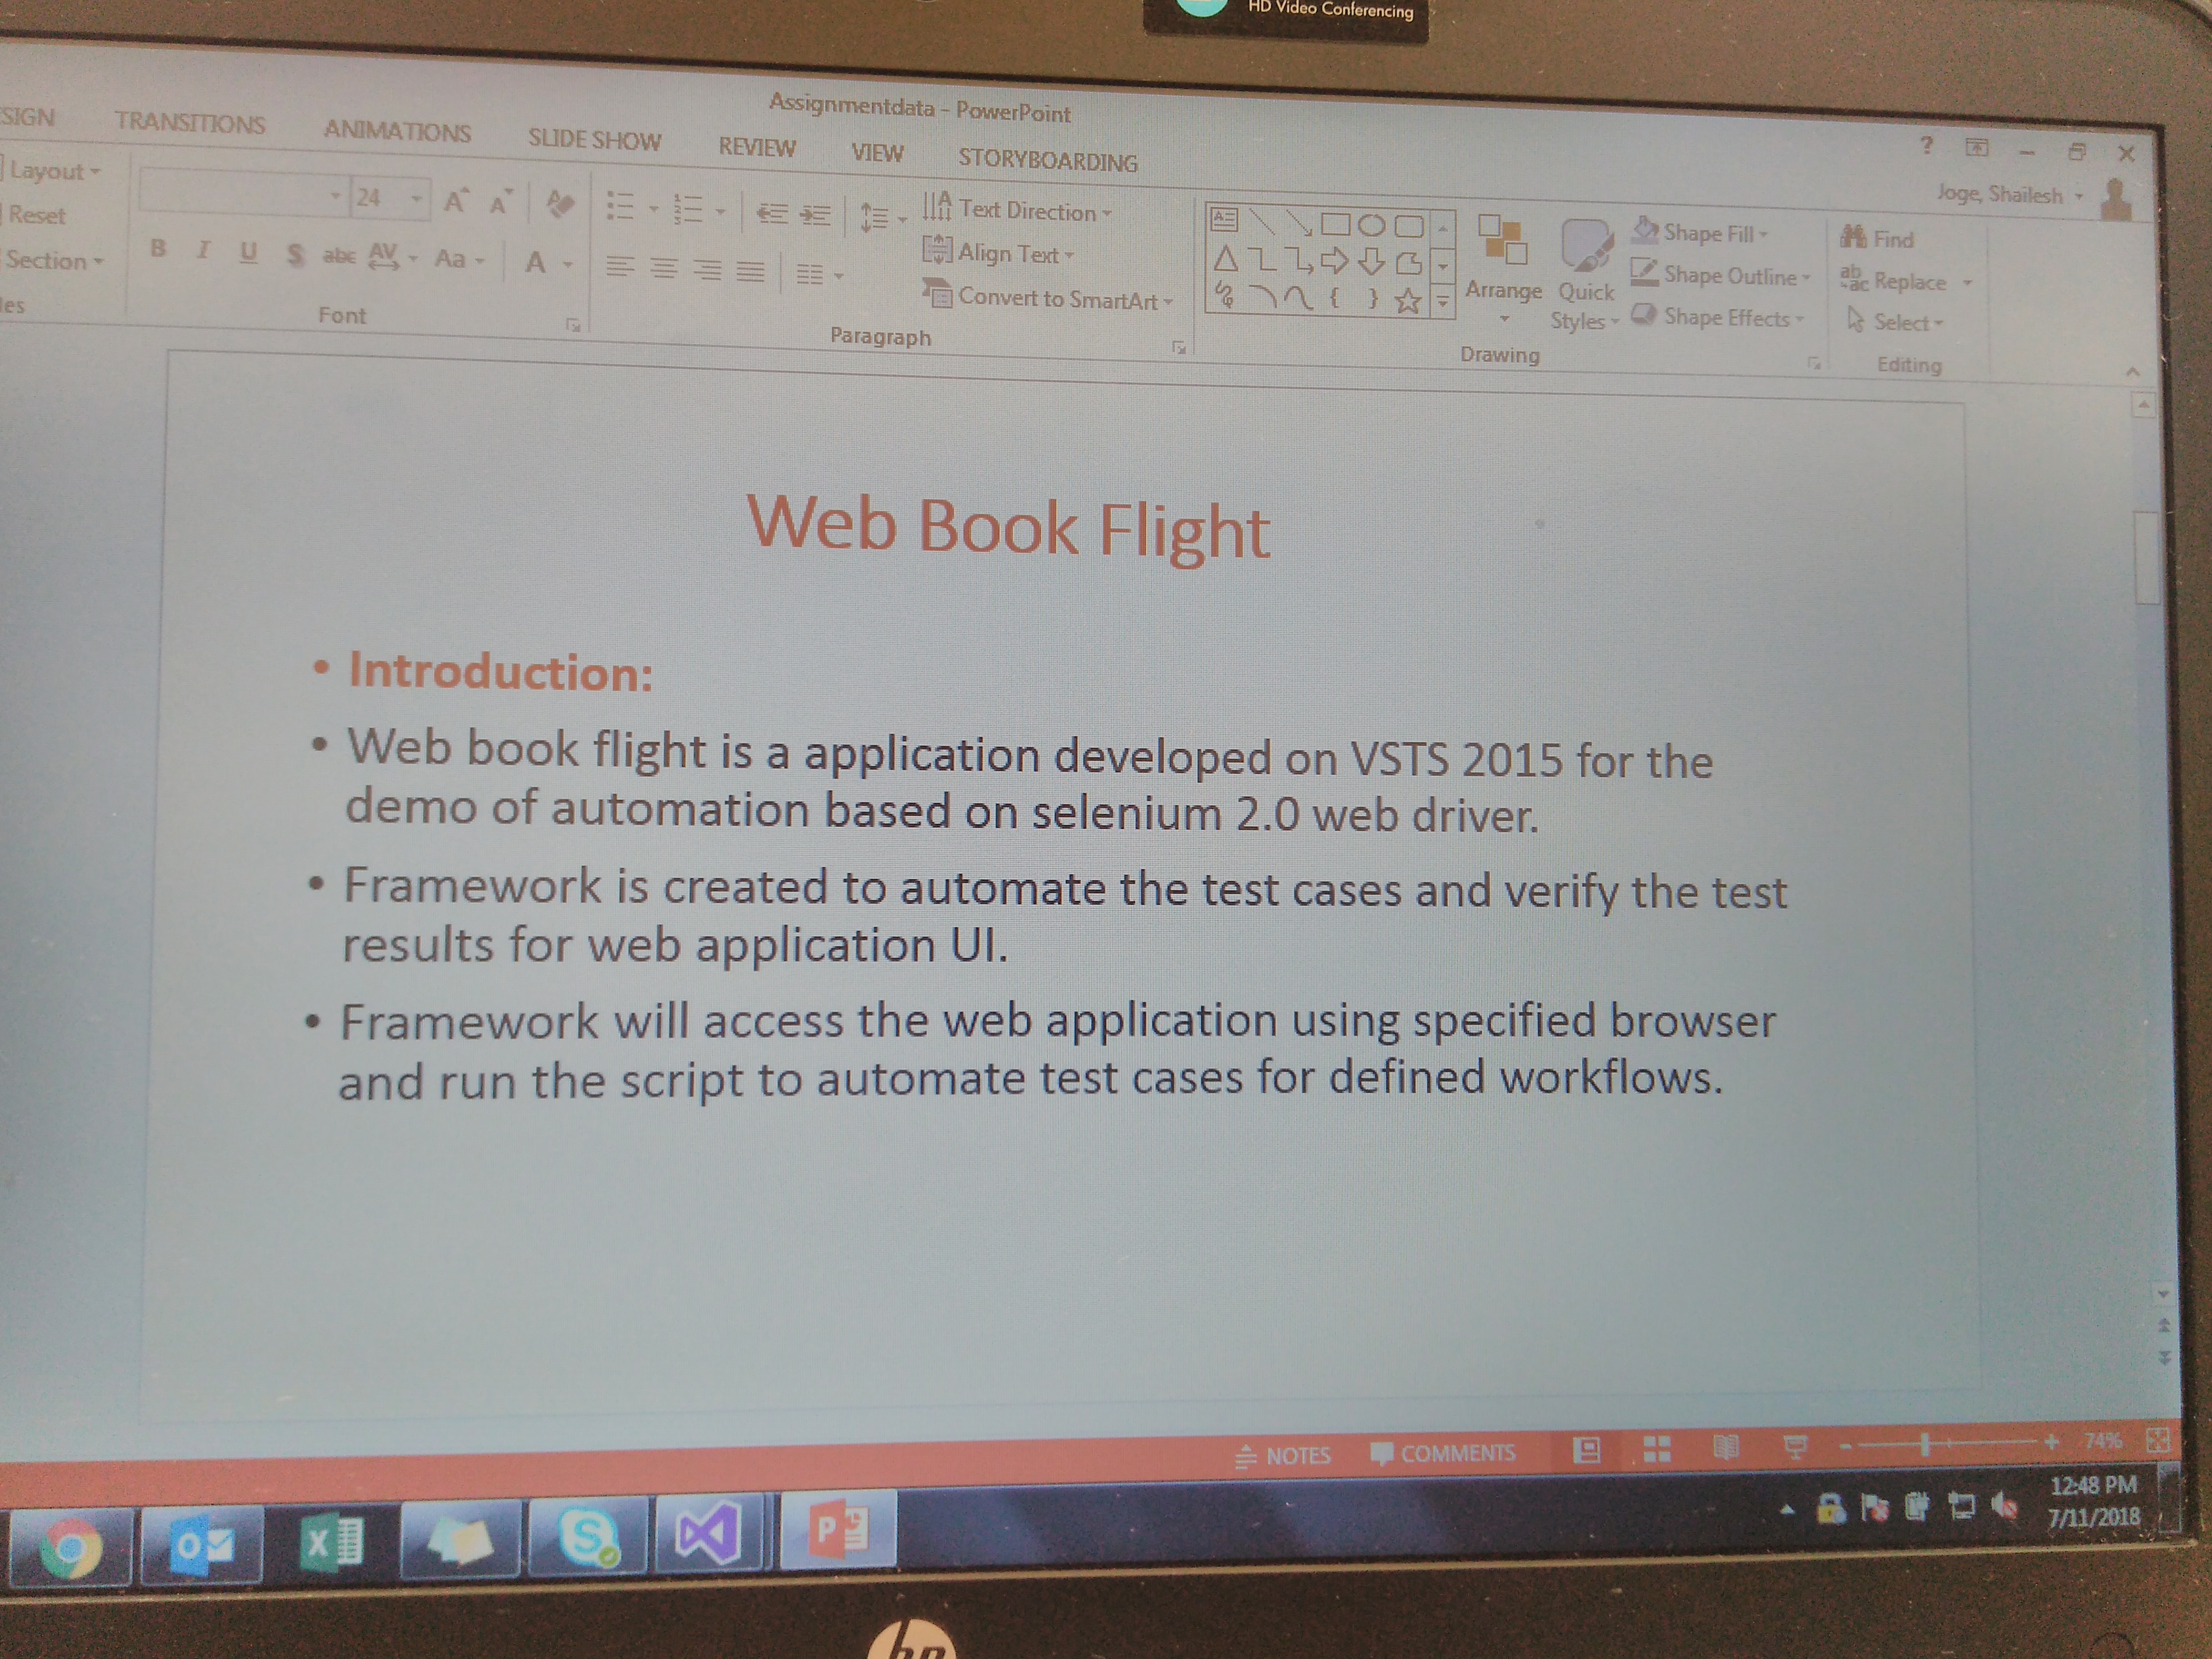 HD Video Conferencing
Assignmentdata - PowerPoint
SIGN TRANSITIONS ANIMATIONS SLIDE SHOW REVIEW VIEW STORYBOARDING
?
Joge, Shailesh
Layout
Reset
Section
les
24
B I U S abc AV Aa A
Font
Text Direction
Align Text
Convert to SmartArt
Paragraph
Arrange
Quick
Styles
Shape Fill
Shape Outline
Shape Effects
Drawing
Find
Replace
Select
Editing
Web Book Flight
• Introduction:
• Web book flight is a application developed on VSTS 2015 for the
demo of automation based on selenium 2.0 web driver.
• Framework is created to automate the test cases and verify the test
results for web application UI.
• Framework will access the web application using specified browser
and run the script to automate test cases for defined workflows.
NOTES COMMENTS 74%
12:48 PM
7/11/2018
hp